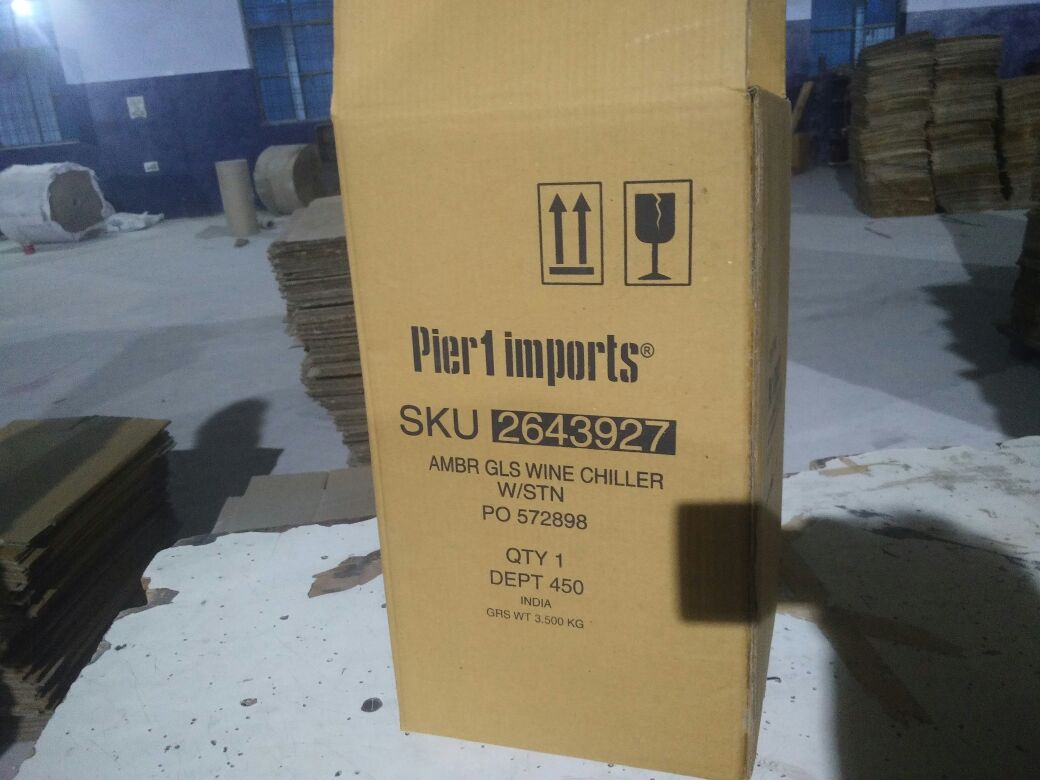 Pier1 imports®
SKU 2643927
AMBR GLS WINE CHILLER
W/STN
PO 572898
QTY 1
DEPT 450
INDIA
GRS WT 3.500 KG